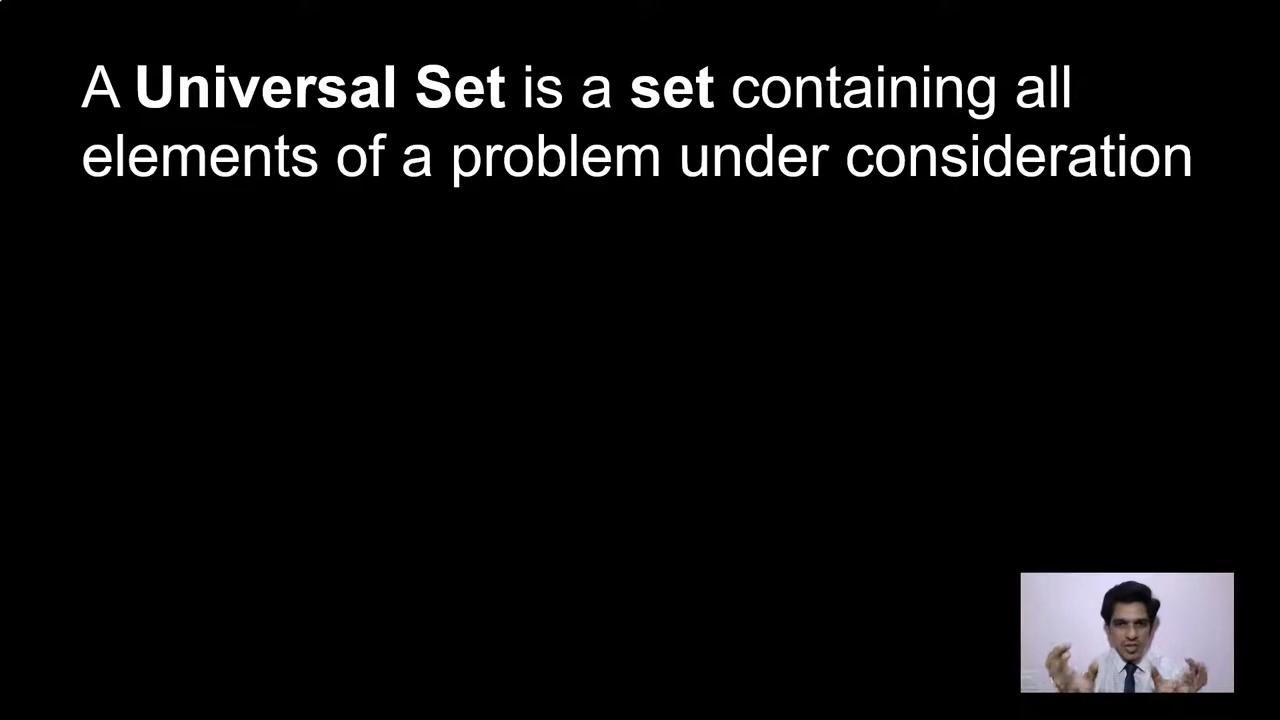 A Universal Set is a set containing all
elements of a problem under consideration